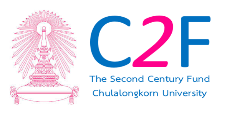 C2F
The Second Century Fund
Chulalongkorn University